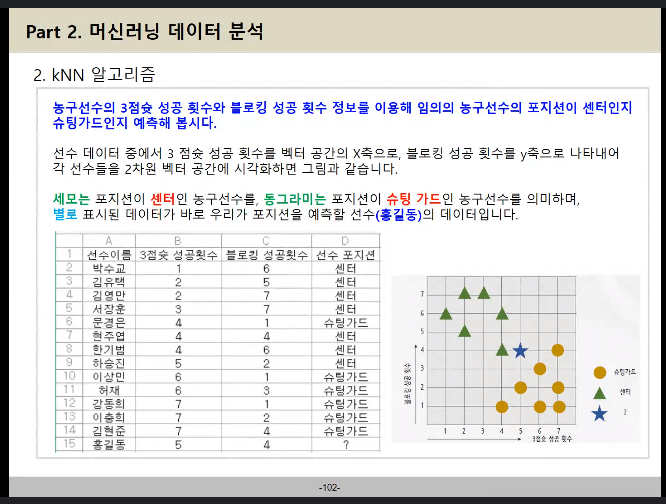 Part 2. 머신러닝 데이터 분석
2. kNN 알고리즘
농구선수의 3점슛 성공 횟수와 블로킹 성공 횟수 정보를 이용해 임의의 농구선수의 포지션이 센터인지
슈팅가드인지 예측해 봅시다.
선수 데이터 중에서 3 점슛 성공 횟수를 벡터 공간의 X축으로, 블로킹 성공 횟수를 y축으로 나타내어
각 선수들을 2차원 벡터 공간에 시각화하면 그림과 같습니다.
세모는 포지션이 센터인 농구선수를, 동그라미는 포지션이 슈팅 가드인 농구선수를 의미하며,
별로 표시된 데이터가 바로 우리가 포지션을 예측할 선수(홍길동)의 데이터입니다.
A B C D
1 선수이름 3점슛 성공횟수 블로킹 성공횟수 선수 포지션
2 박수교 1 6 센터
3 김유택 2 5 센터
4 김영만 2 7 센터
5 서장훈 3 7 센터
6 문경은 4 1 슈팅가드
7 현주엽 4 4 센터
8 한기범 4 6 센터
9 하승진 5 2 센터
10 이상민 6 1 슈팅가드
11 허재 6 3 슈팅가드
12 강동희 7 1 슈팅가드
13 이충희 7 2 슈팅가드
14 김현준 7 4 슈팅가드
15 홍길동 5 4 ?
7
6
5
4
3
2
1
1 2 3 4 5 6 7
3점슛 성공 횟수
슈팅가드
센터
?
-102-